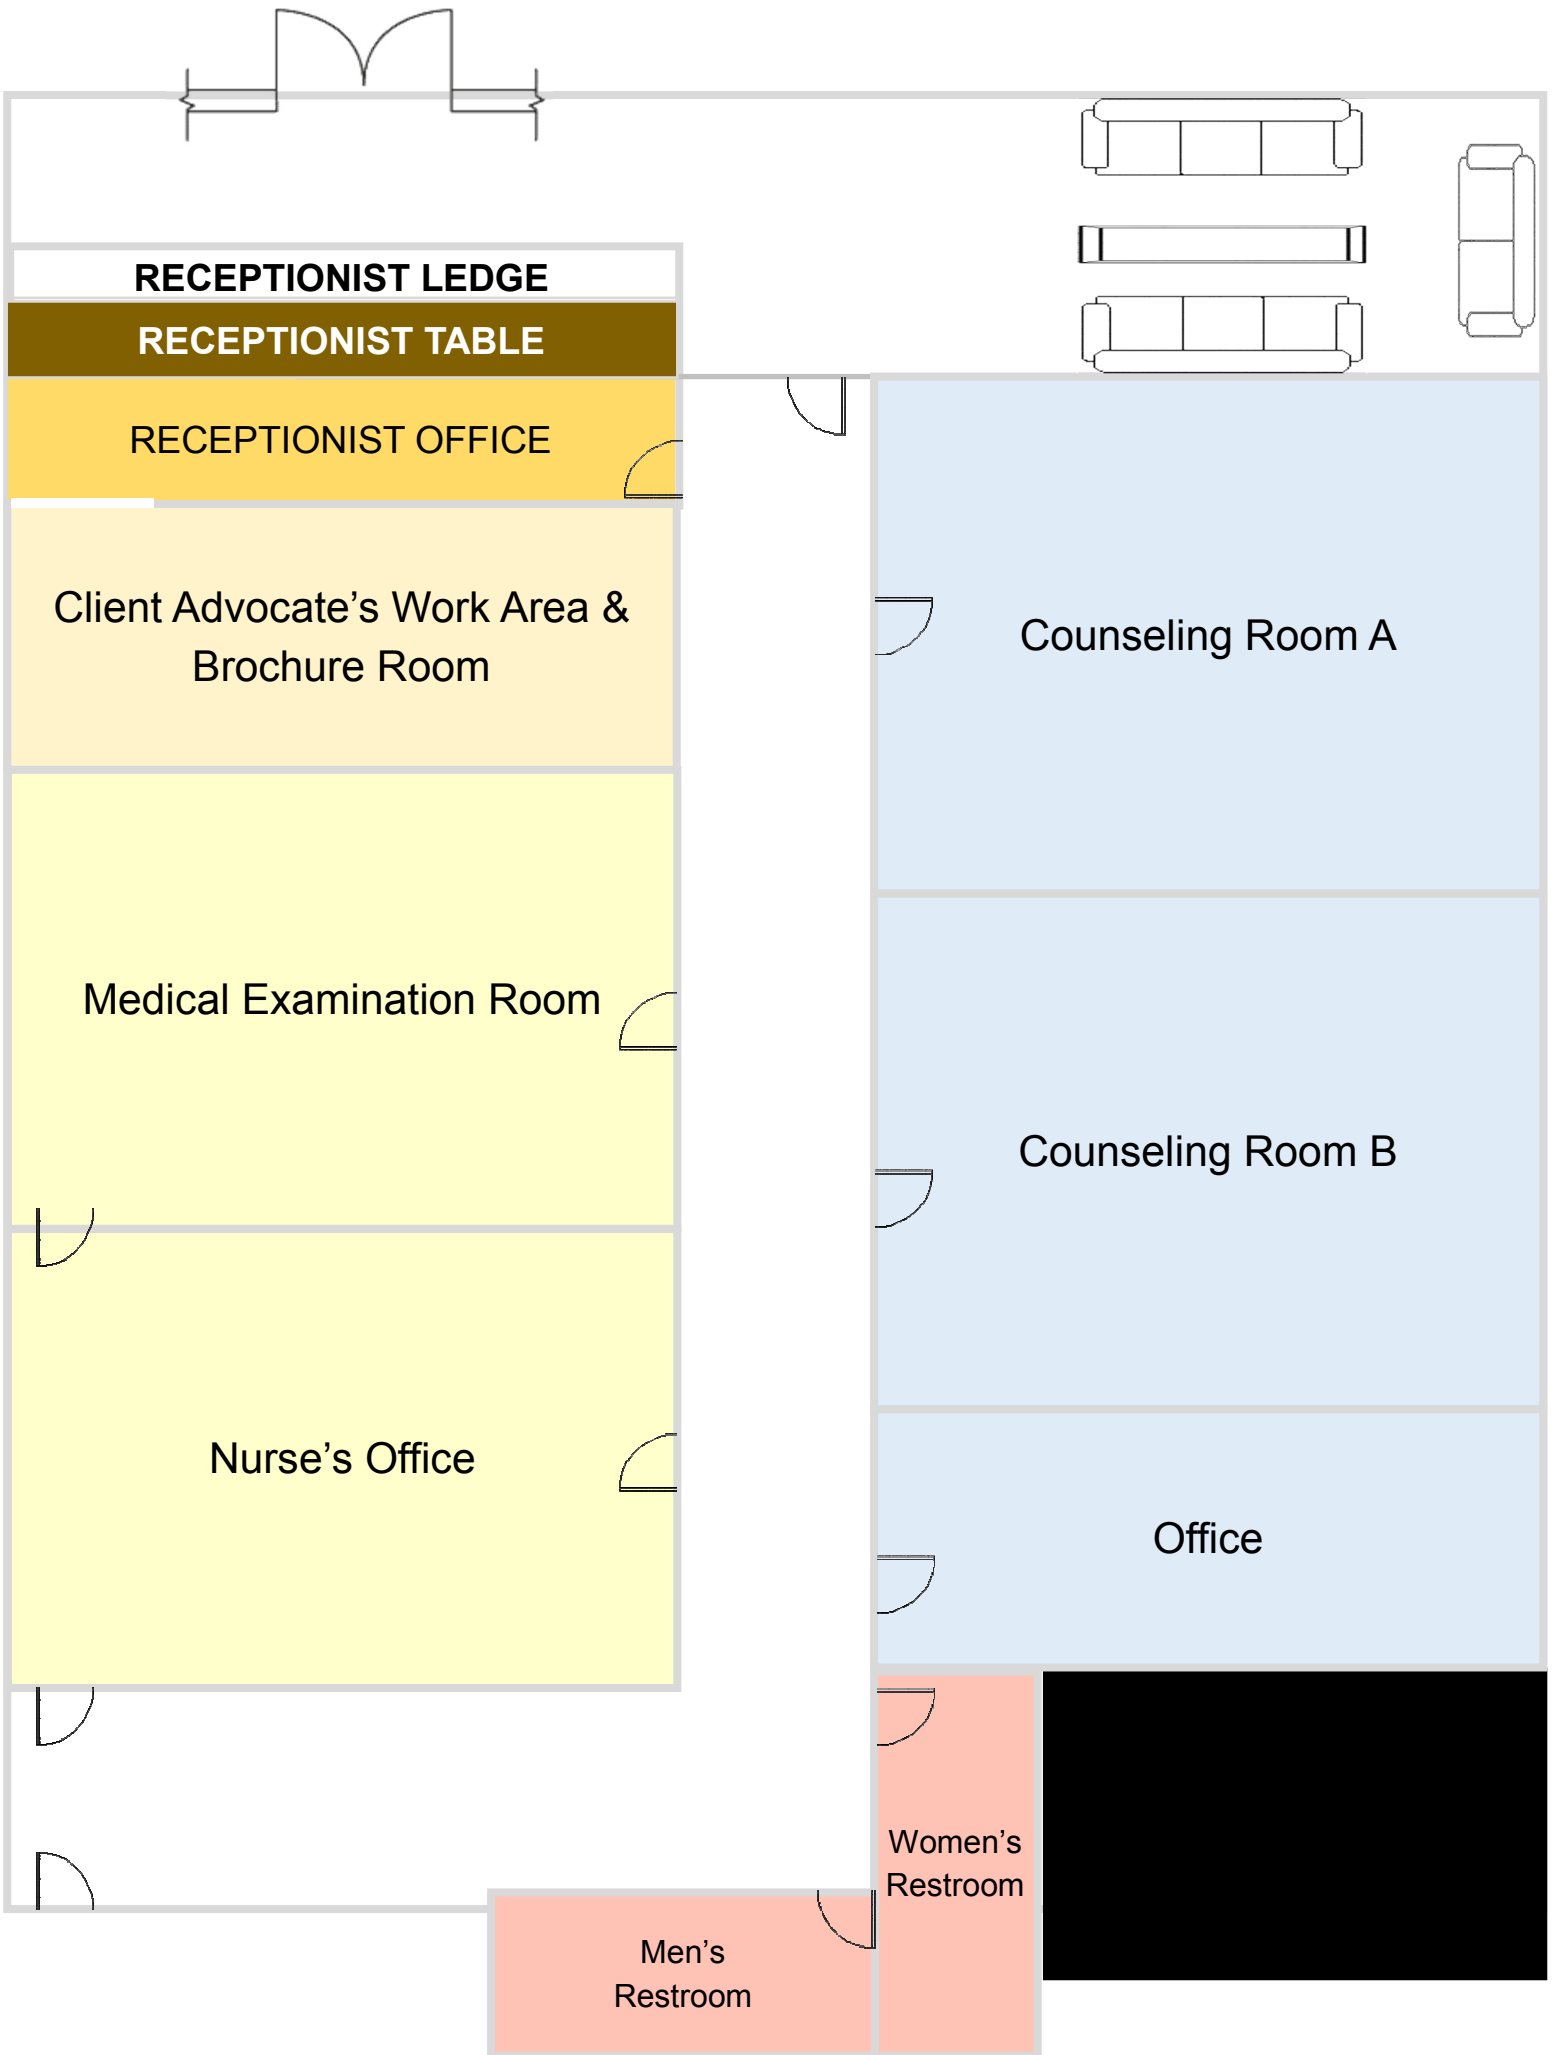 RECEPTIONIST LEDGE
RECEPTIONIST TABLE
RECEPTIONIST OFFICE
Client Advocate’s Work Area &
Brochure Room
Counseling Room A
Medical Examination Room
Counseling Room B
Nurse’s Office
Office
Women’s
Restroom
Men’s
Restroom